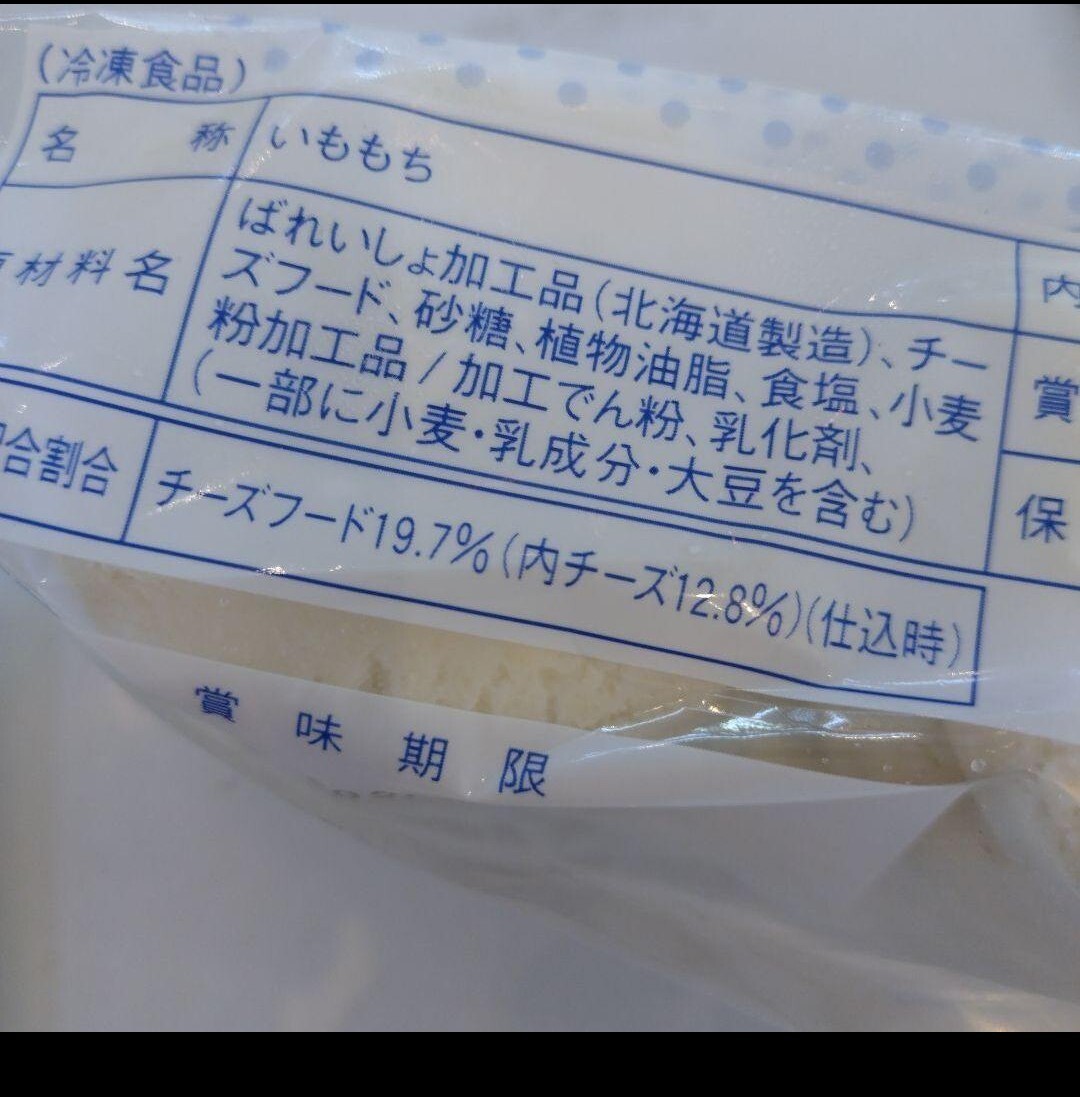 (冷凍食品)
名称 いももち
材料名 ばれいしょ加工品(北海道製造)、チー
ズフード、砂糖、植物油脂、食塩、小麦
粉加工品/加工でん粉、乳化剤、
(一部に小麦・乳成分・大豆を含む)
合割合 チーズフード19.7%(内チーズ12.8%)(仕込時)
内
賞
保
賞味期限